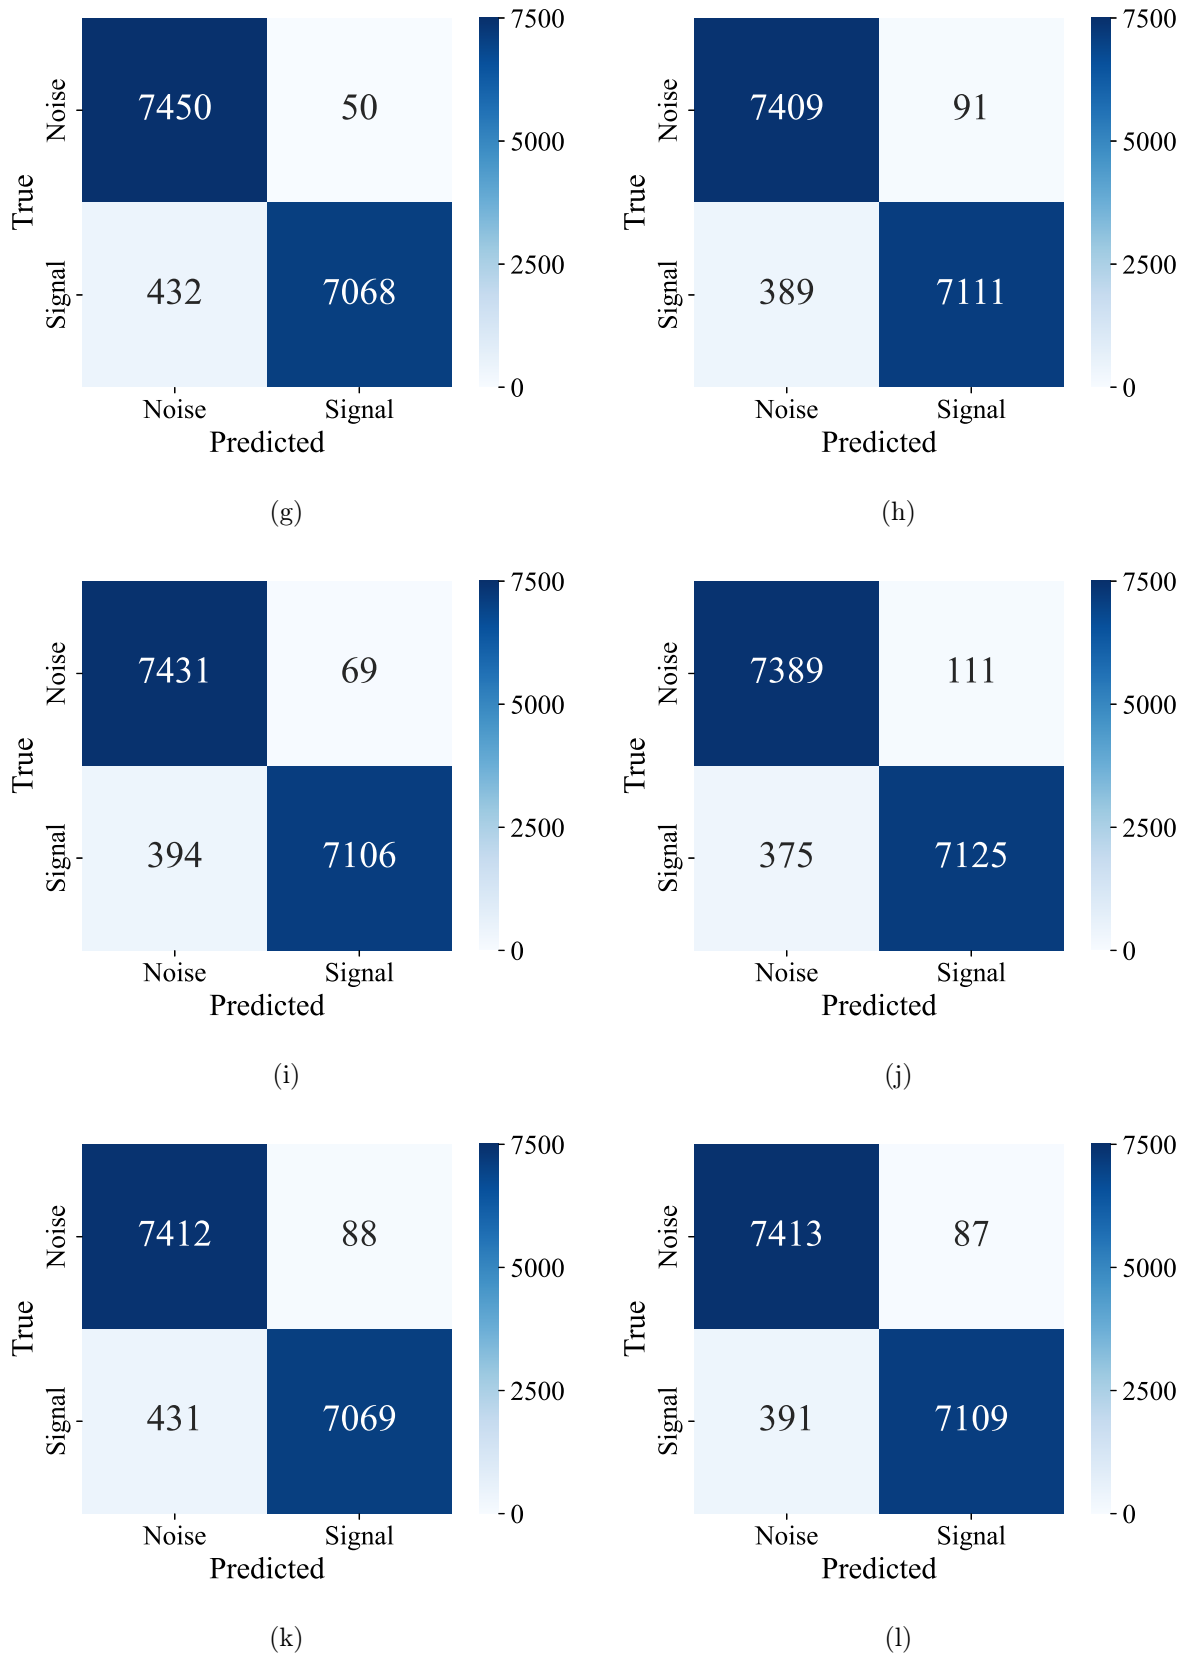 7500
7450 50
Noise
5000
True
2500
432 7068
Signal
0
Noise Signal
Predicted
(g)
7500
7409 91
Noise
5000
True
2500
389 7111
Signal
0
Noise Signal
Predicted
(h)
7500
7431 69
Noise
5000
True
2500
394 7106
Signal
0
Noise Signal
Predicted
(i)
7500
7389 111
Noise
5000
True
2500
375 7125
Signal
0
Noise Signal
Predicted
(j)
7500
7412 88
Noise
5000
True
2500
431 7069
Signal
0
Noise Signal
Predicted
(k)
7500
7413 87
Noise
5000
True
2500
391 7109
Signal
0
Noise Signal
Predicted
(l)